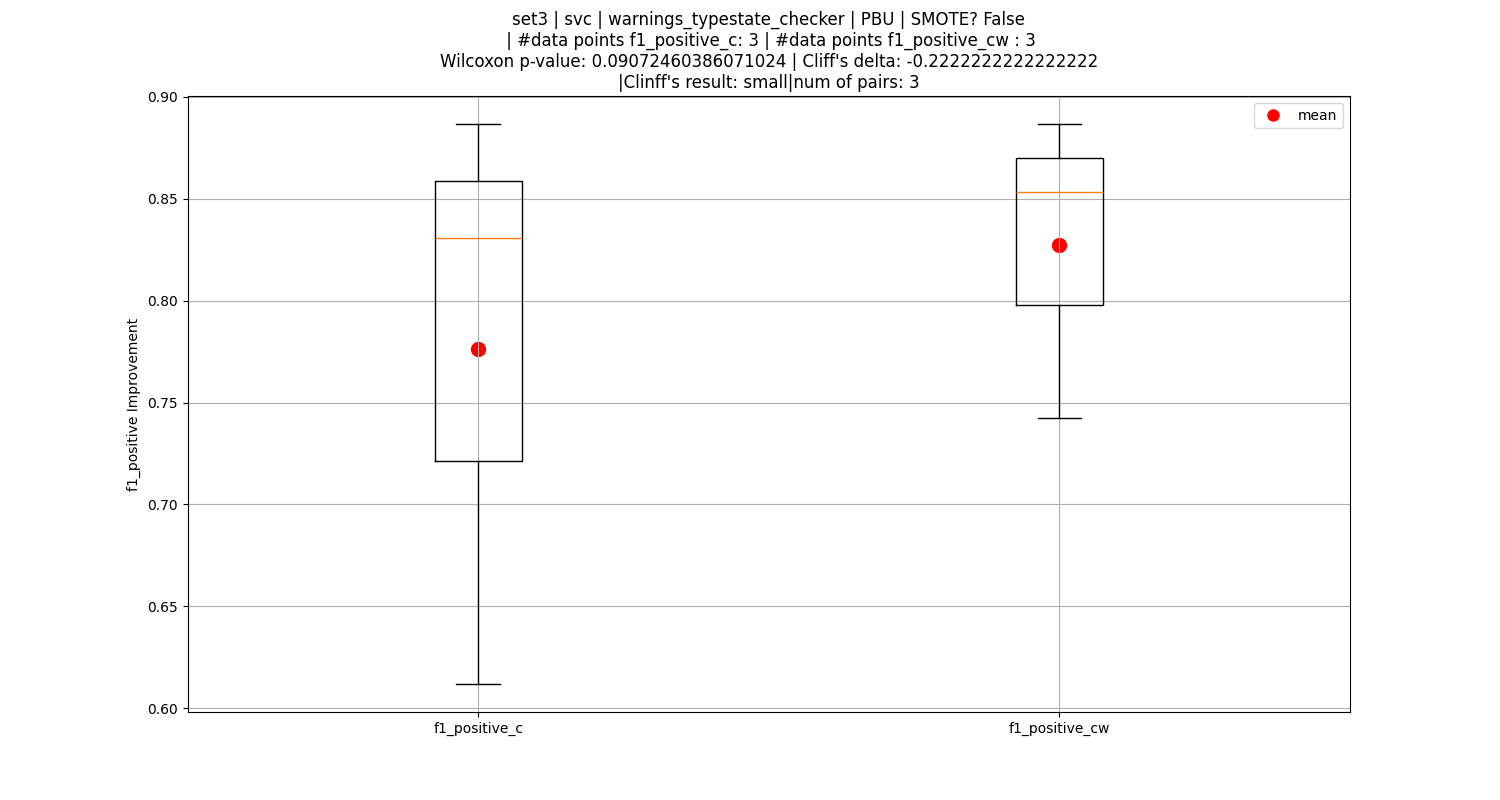 set3 | svc | warnings_typestate_checker | PBU | SMOTE? False
| #data points f1_positive_c: 3 | #data points f1_positive_cw : 3
Wilcoxon p-value: 0.09072460386071024 | Cliff's delta: -0.2222222222222222
|Clinff's result: small|num of pairs: 3
mean
0.90
0.85
0.80
0.75
0.70
0.65
0.60
f1_positive Improvement
f1_positive_c
f1_positive_cw